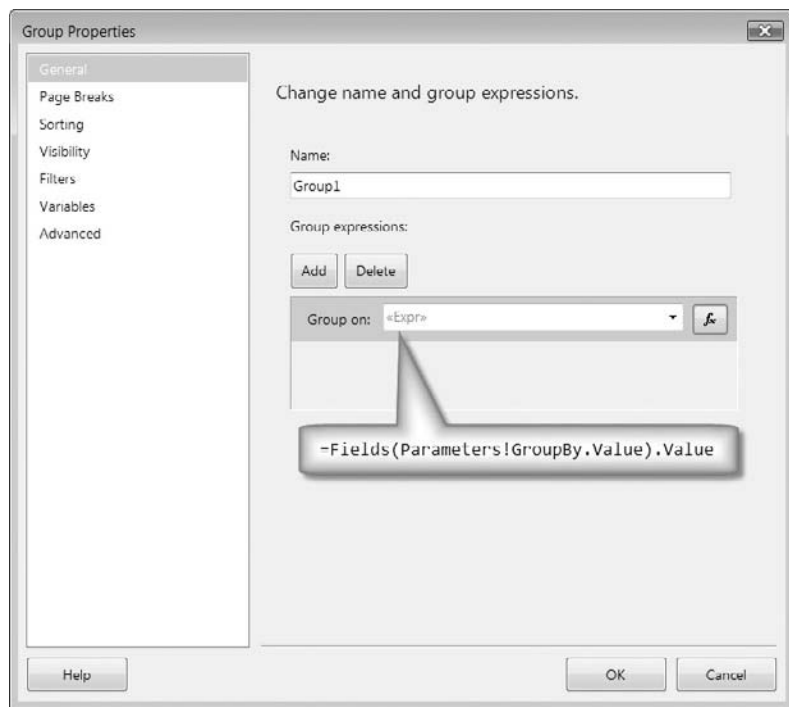 Group Properties
General
Page Breaks
Sorting
Visibility
Filters
Variables
Advanced
Change name and group expressions.
Name:
Group1
Group expressions:
Add Delete
Group on: «Expr» fx
=Fields(Parameters!GroupBy.Value).Value
Help OK Cancel